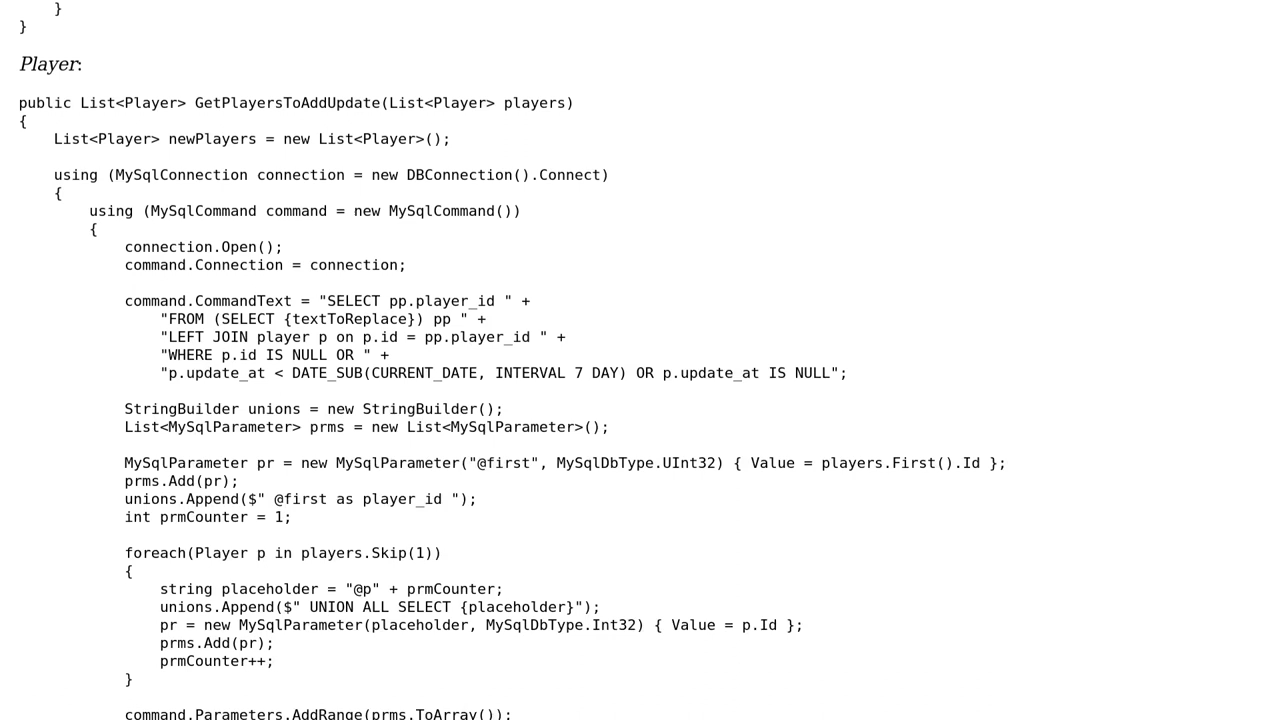 }
}
Player:
public List<Player> GetPlayersToAddUpdate(List<Player> players)
{
    List<Player> newPlayers = new List<Player>();
    using (MySqlConnection connection = new DBConnection().Connect)
    {
        using (MySqlCommand command = new MySqlCommand())
        {
            connection.Open();
            command.Connection = connection;
            command.CommandText = "SELECT pp.player_id " +
                "FROM (SELECT {textToReplace}) pp " +
                "LEFT JOIN player p on p.id = pp.player_id " +
                "WHERE p.id IS NULL OR " +
                "p.update_at < DATE_SUB(CURRENT_DATE, INTERVAL 7 DAY) OR p.update_at IS NULL";
            StringBuilder unions = new StringBuilder();
            List<MySqlParameter> prms = new List<MySqlParameter>();
            MySqlParameter pr = new MySqlParameter("@first", MySqlDbType.UInt32) { Value = players.First().Id };
            prms.Add(pr);
            unions.Append($" @first as player_id ");
            int prmCounter = 1;
            foreach(Player p in players.Skip(1))
            {
                string placeholder = "@p" + prmCounter;
                unions.Append($" UNION ALL SELECT {placeholder}");
                pr = new MySqlParameter(placeholder, MySqlDbType.Int32) { Value = p.Id };
                prms.Add(pr);
                prmCounter++;
            }
            command.Parameters.AddRange(prms.ToArray());